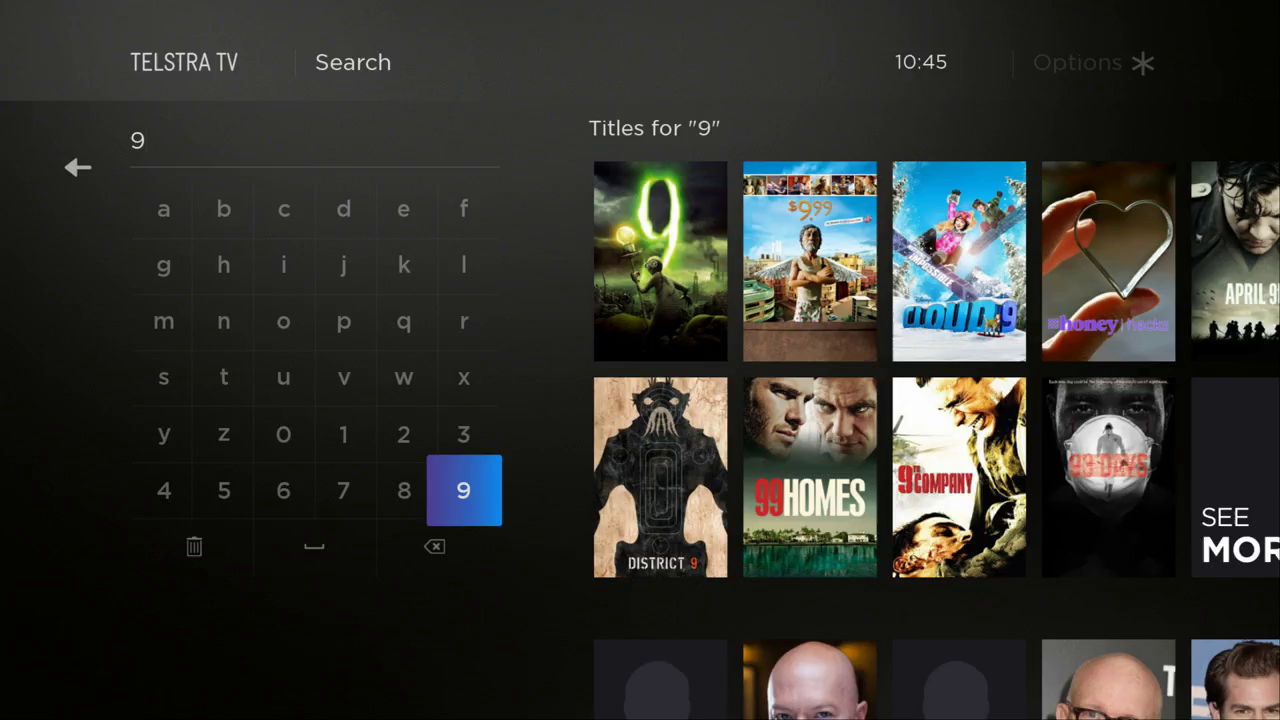 TELSTRA TV
Search
10:45
Options
9
Titles for "9"
a b c d e f
g h i j k l
m n o p q r
s t u v w x
y z 0 1 2 3
4 5 6 7 8 9
9
$9.99
IMPOSSIBLE
CLOUD 9
honey hacks
APRIL 9
DISTRICT 9
99 HOMES
9TH COMPANY
93 DAYS
SEE
MOR